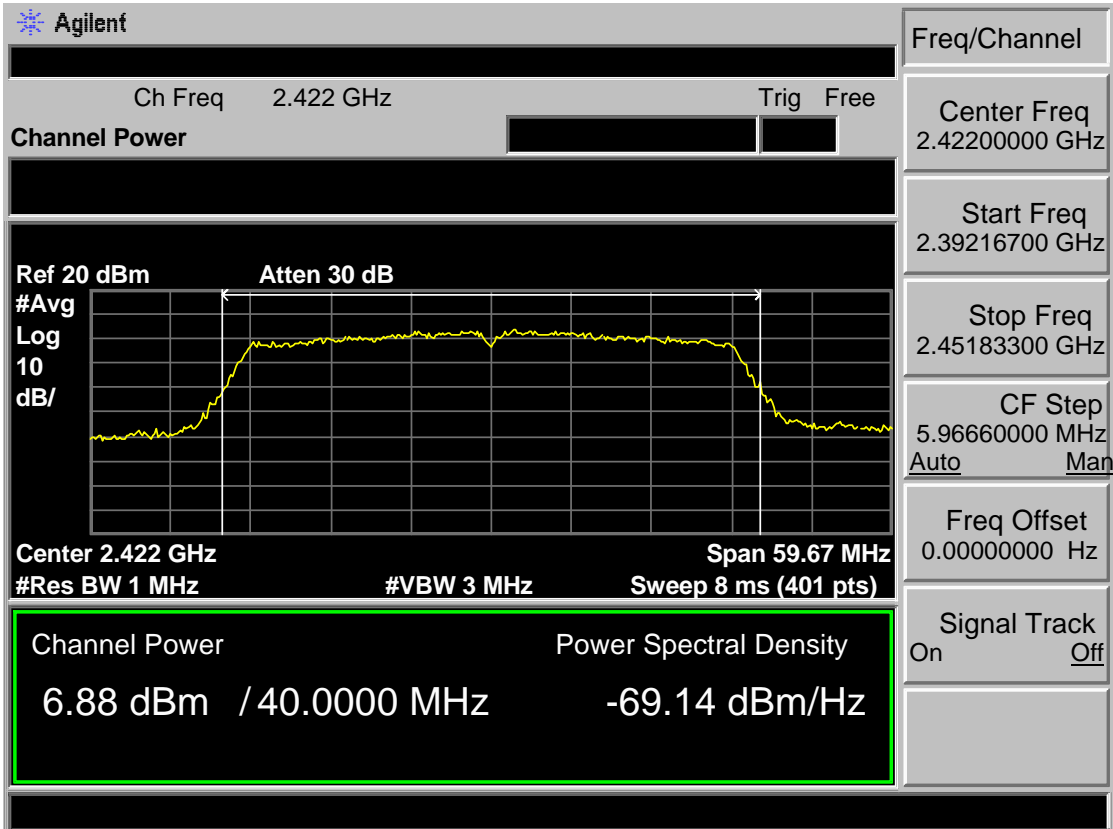 Agilent
Freq/Channel
Ch Freq 2.422 GHz Trig Free
Channel Power
Center Freq
2.42200000 GHz
Start Freq
2.39216700 GHz
Stop Freq
2.45183300 GHz
CF Step
5.96660000 MHz
Auto Man
Freq Offset
0.00000000 Hz
Signal Track
On Off
Ref 20 dBm Atten 30 dB
#Avg
Log
10
dB/
Center 2.422 GHz Span 59.67 MHz
#Res BW 1 MHz #VBW 3 MHz Sweep 8 ms (401 pts)
Channel Power Power Spectral Density
6.88 dBm / 40.0000 MHz -69.14 dBm/Hz